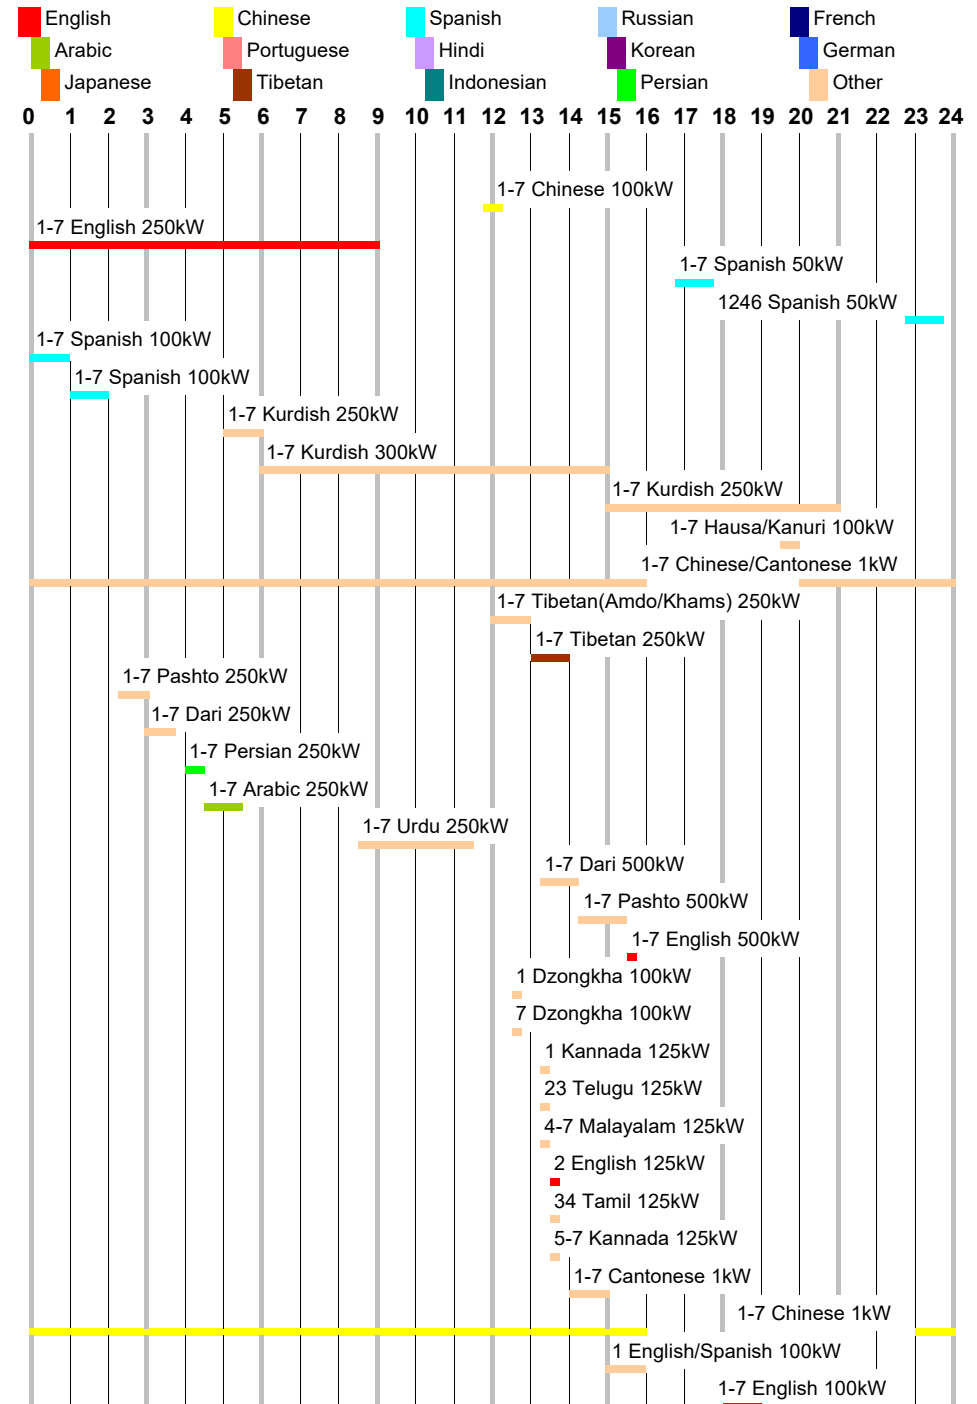 English Chinese Spanish Russian French
Arabic Portuguese Hindi Korean German
Japanese Tibetan Indonesian Persian Other
0 1 2 3 4 5 6 7 8 9 10 11 12 13 14 15 16 17 18 19 20 21 22 23 24
1-7 Chinese 100kW
1-7 English 250kW
1-7 Spanish 50kW
1246 Spanish 50kW
1-7 Spanish 100kW
1-7 Spanish 100kW
1-7 Kurdish 250kW
1-7 Kurdish 300kW
1-7 Kurdish 250kW
1-7 Hausa/Kanuri 100kW
1-7 Chinese/Cantonese 1kW
1-7 Tibetan(Amdo/Khams) 250kW
1-7 Tibetan 250kW
1-7 Pashto 250kW
1-7 Dari 250kW
1-7 Persian 250kW
1-7 Arabic 250kW
1-7 Urdu 250kW
1-7 Dari 500kW
1-7 Pashto 500kW
1-7 English 500kW
1 Dzongkha 100kW
7 Dzongkha 100kW
1 Kannada 125kW
23 Telugu 125kW
4-7 Malayalam 125kW
2 English 125kW
34 Tamil 125kW
5-7 Kannada 125kW
1-7 Cantonese 1kW
1-7 Chinese 1kW
1 English/Spanish 100kW
1-7 English 100kW